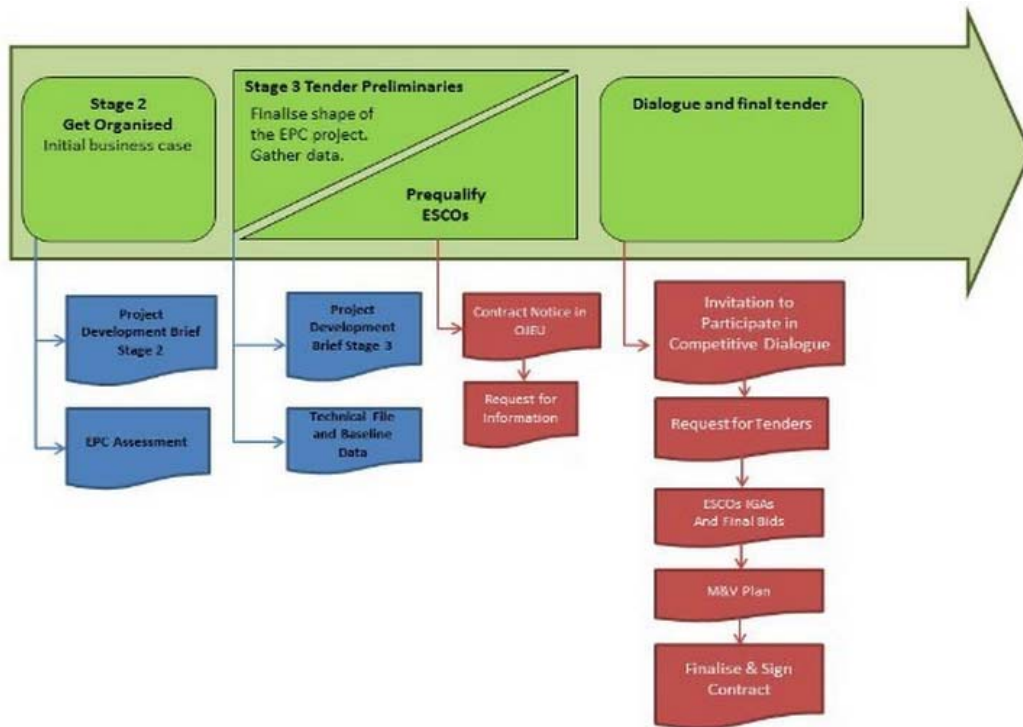 Stage 2
Get Organised
Initial business case
Stage 3 Tender Preliminaries
Finalise shape of
the EPC project.
Gather data.
Prequalify
ESCOs
Dialogue and final tender
Project
Development Brief
Stage 2
EPC Assessment
Project
Development
Brief Stage 3
Technical File
and Baseline
Data
Contract Notice in
OJEU
Request for
Information
Invitation to
Participate in
Competitive Dialogue
Request for Tenders
ESCOs IGAs
And Final Bids
M&V Plan
Finalise & Sign
Contract